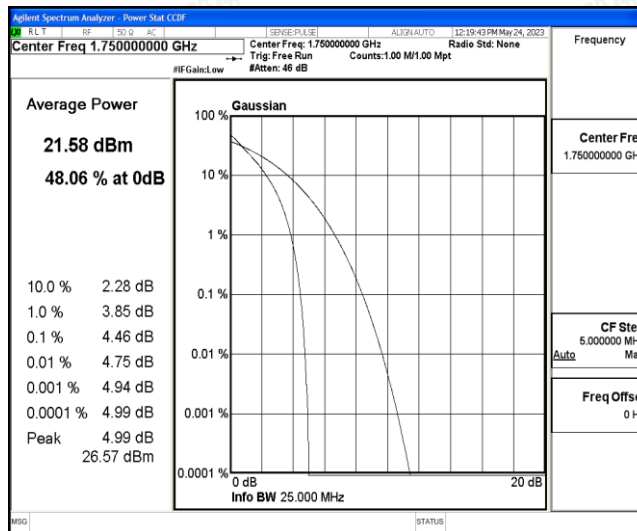 Agilent Spectrum Analyzer - Power Stat CCDF
RLT RF 50 Ω AC SENSE:PULSE ALIGN AUTO 12:19:43 PM May 24, 2023
Center Freq 1.750000000 GHz
Center Freq: 1.750000000 GHz Radio Std: None
Trig: Free Run Counts:1.00 M/1.00 Mpt
#IFGain:Low #Atten: 46 dB
Frequency
Average Power
21.58 dBm
48.06 % at 0dB
10.0 % 2.28 dB
1.0 % 3.85 dB
0.1 % 4.46 dB
0.01 % 4.75 dB
0.001 % 4.94 dB
0.0001 % 4.99 dB
Peak 4.99 dB
26.57 dBm
Gaussian
100 %
10 %
1 %
0.1 %
0.01 %
0.001 %
0.0001 %
0 dB 20 dB
Info BW 25.000 MHz
Center Fre
1.750000000 GH
CF Ste
5.000000 MH
Auto Ma
Freq Offse
0 H
MSG STATUS